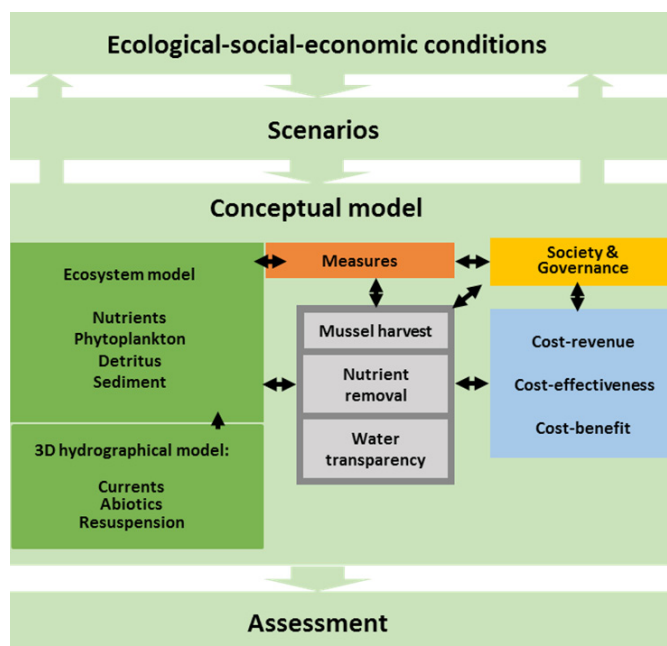 Ecological-social-economic conditions
Scenarios
Conceptual model
Ecosystem model
Nutrients
Phytoplankton
Detritus
Sediment
3D hydrographical model:
Currents
Abiotics
Resuspension
Measures
Mussel harvest
Nutrient
removal
Water
transparency
Society &
Governance
Cost-revenue
Cost-effectiveness
Cost-benefit
Assessment